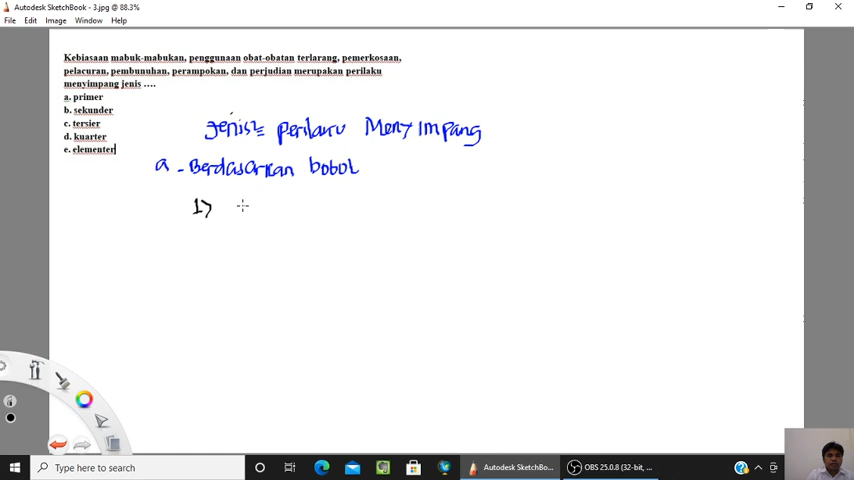 Autodesk SketchBook - 3.jpg @ 88.3%
File Edit Image Window Help
Kebiasaan mabuk-mabukan, penggunaan obat-obatan terlarang, pemerkosaan,
pelacuran, pembunuhan, perampokan, dan perjudian merupakan perilaku
menyimpang jenis ....
a. primer
b. sekunder
c. tersier
d. kuarter
e. elementer
Jenis2 perilaku Menyimpang
a. Berdasarkan bobot
1)
Type here to search
Autodesk SketchBo...
OBS 25.0.8 (32-bit, ...